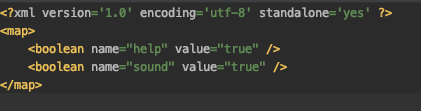 <?xml version='1.0' encoding='utf-8' standalone='yes' ?>
<map>
    <boolean name="help" value="true" />
    <boolean name="sound" value="true" />
</map>